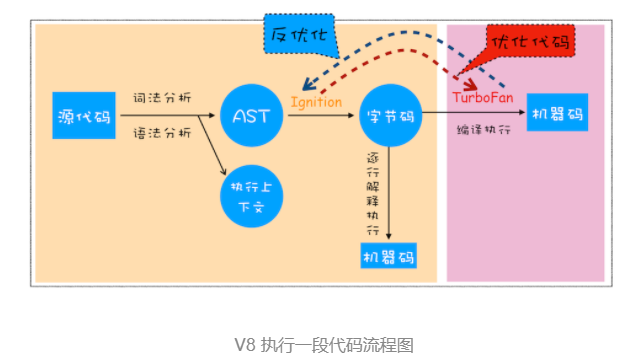 反优化
优化代码
源代码
词法分析
语法分析
AST
Ignition
字节码
TurboFan
编译执行
机器码
执行上
下文
逐行解释执行
机器码
V8 执行一段代码流程图